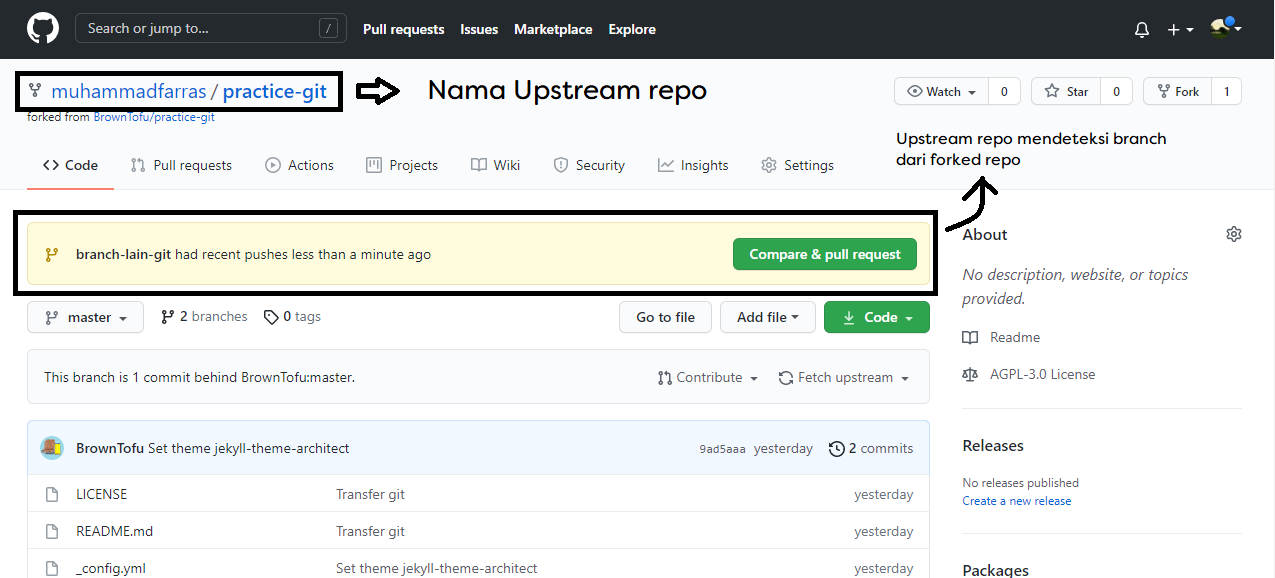 Search or jump to... /
Pull requests Issues Marketplace Explore
muhammadfarras / practice-git
Nama Upstream repo
Watch 0 Star 0 Fork 1
forked from BrownTofu/practice-git
Upstream repo mendeteksi branch
dari forked repo
Code Pull requests Actions Projects Wiki Security Insights Settings
branch-lain-git had recent pushes less than a minute ago Compare & pull request
About
No description, website, or topics
provided.
master 2 branches 0 tags Go to file Add file Code
Readme
This branch is 1 commit behind BrownTofu:master. Contribute Fetch upstream
AGPL-3.0 License
BrownTofu Set theme jekyll-theme-architect 9ad5aaa yesterday 2 commits
Releases
No releases published
Create a new release
LICENSE Transfer git yesterday
README.md Transfer git yesterday
_config.yml Set theme jekyll-theme-architect yesterday
Packages